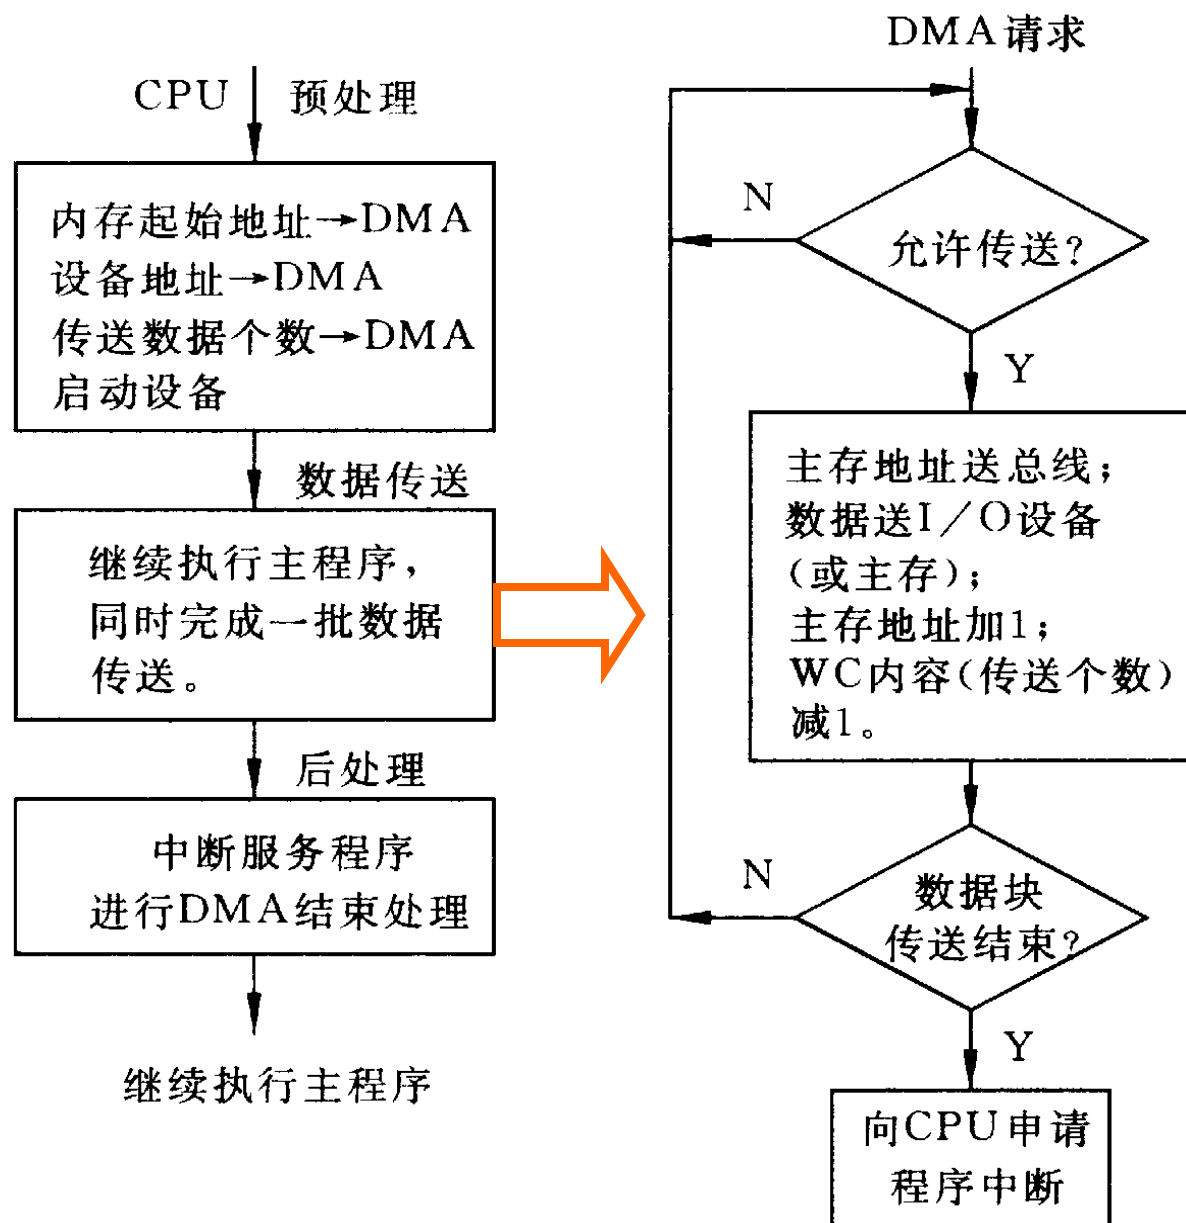 CPU 预处理
内存起始地址→DMA
设备地址→DMA
传送数据个数→DMA
启动设备
数据传送
继续执行主程序,
同时完成一批数据
传送。
后处理
中断服务程序
进行DMA结束处理
继续执行主程序
DMA请求
N
允许传送?
Y
主存地址送总线;
数据送I/O设备
(或主存);
主存地址加1;
WC内容(传送个数)
减1。
N
数据块
传送结束?
Y
向CPU申请
程序中断